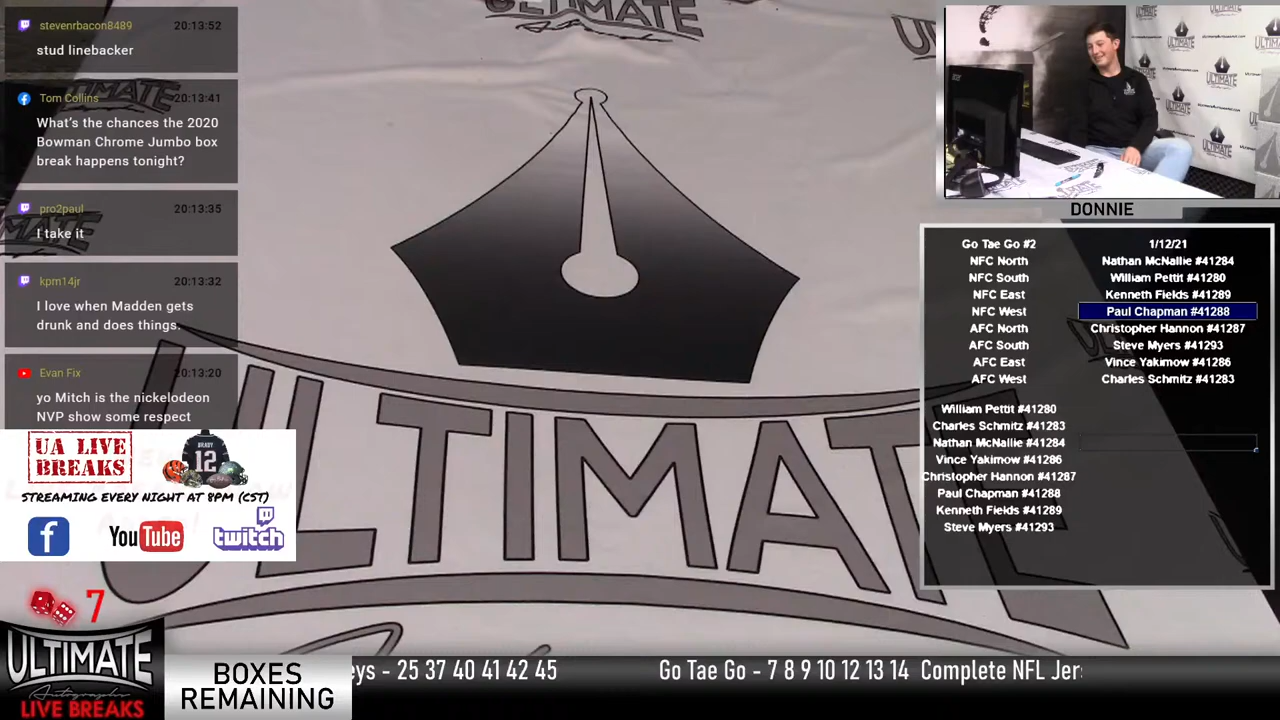 stevenrbacon8489 20:13:52
stud linebacker
Tom Collins 20:13:41
What's the chances the 2020
Bowman Chrome Jumbo box
break happens tonight?
pro2paul 20:13:35
I take it
kpm14jr 20:13:32
I love when Madden gets
drunk and does things.
Evan Fix 20:13:20
yo Mitch is the nickelodeon
NVP show some respect
UA LIVE
BREAKS
BRADY
12
STREAMING EVERY NIGHT AT 8PM (CST)
YouTube
twitch
7
ULTIMATE
Autographs
LIVE BREAKS
BOXES
REMAINING
eys - 25 37 40 41 42 45 Go Tae Go - 7 8 9 10 12 13 14 Complete NFL Jer
ULTIMATE
ULTIMATE
DONNIE
Go Tae Go #2 1/12/21
NFC North Nathan McNallie #41284
NFC South William Pettit #41280
NFC East Kenneth Fields #41289
NFC West Paul Chapman #41288
AFC North Christopher Hannon #41287
AFC South Steve Myers #41293
AFC East Vince Yakimow #41286
AFC West Charles Schmitz #41283
William Pettit #41280
Charles Schmitz #41283
Nathan McNallie #41284
Vince Yakimow #41286
Christopher Hannon #41287
Paul Chapman #41288
Kenneth Fields #41289
Steve Myers #41293